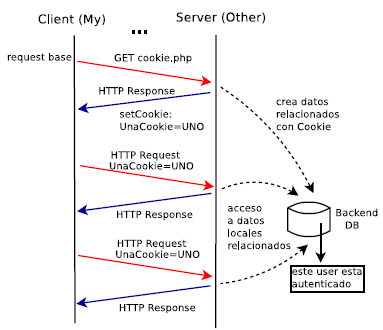 Client (My)
Server (Other)
...
request base
GET cookie,php
HTTP Response
setCookie:
UnaCookie=UNO
crea datos
relacionados
con Cookie
HTTP Request
UnaCookie=UNO
HTTP Response
acceso
a datos
locales
relacionados
Backend
DB
HTTP Request
UnaCookie=UNO
este user esta
autenticado
HTTP Response